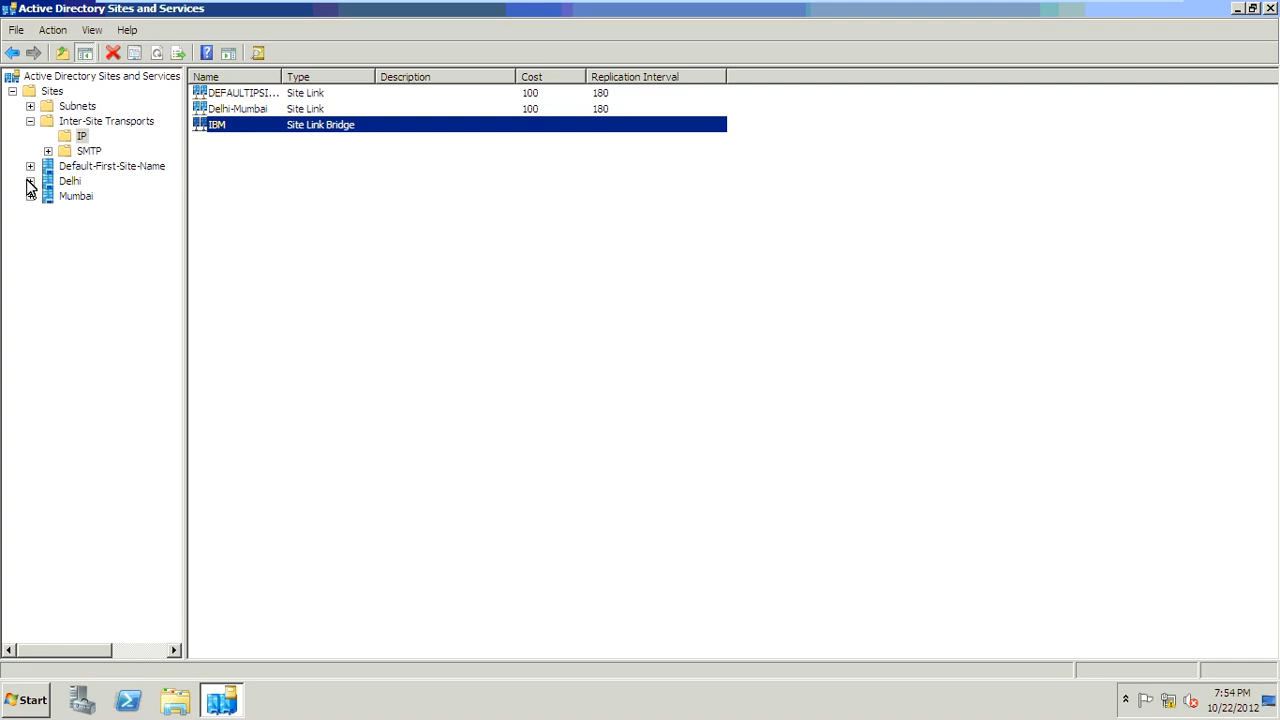 Active Directory Sites and Services
File Action View Help
Active Directory Sites and Services
Sites
Subnets
Inter-Site Transports
IP
SMTP
Default-First-Site-Name
Delhi
Mumbai
Name Type Description Cost Replication Interval
DEFAULTIPSI... Site Link 100 180
Delhi-Mumbai Site Link 100 180
IBM Site Link Bridge
Start
7:54 PM
10/22/2012